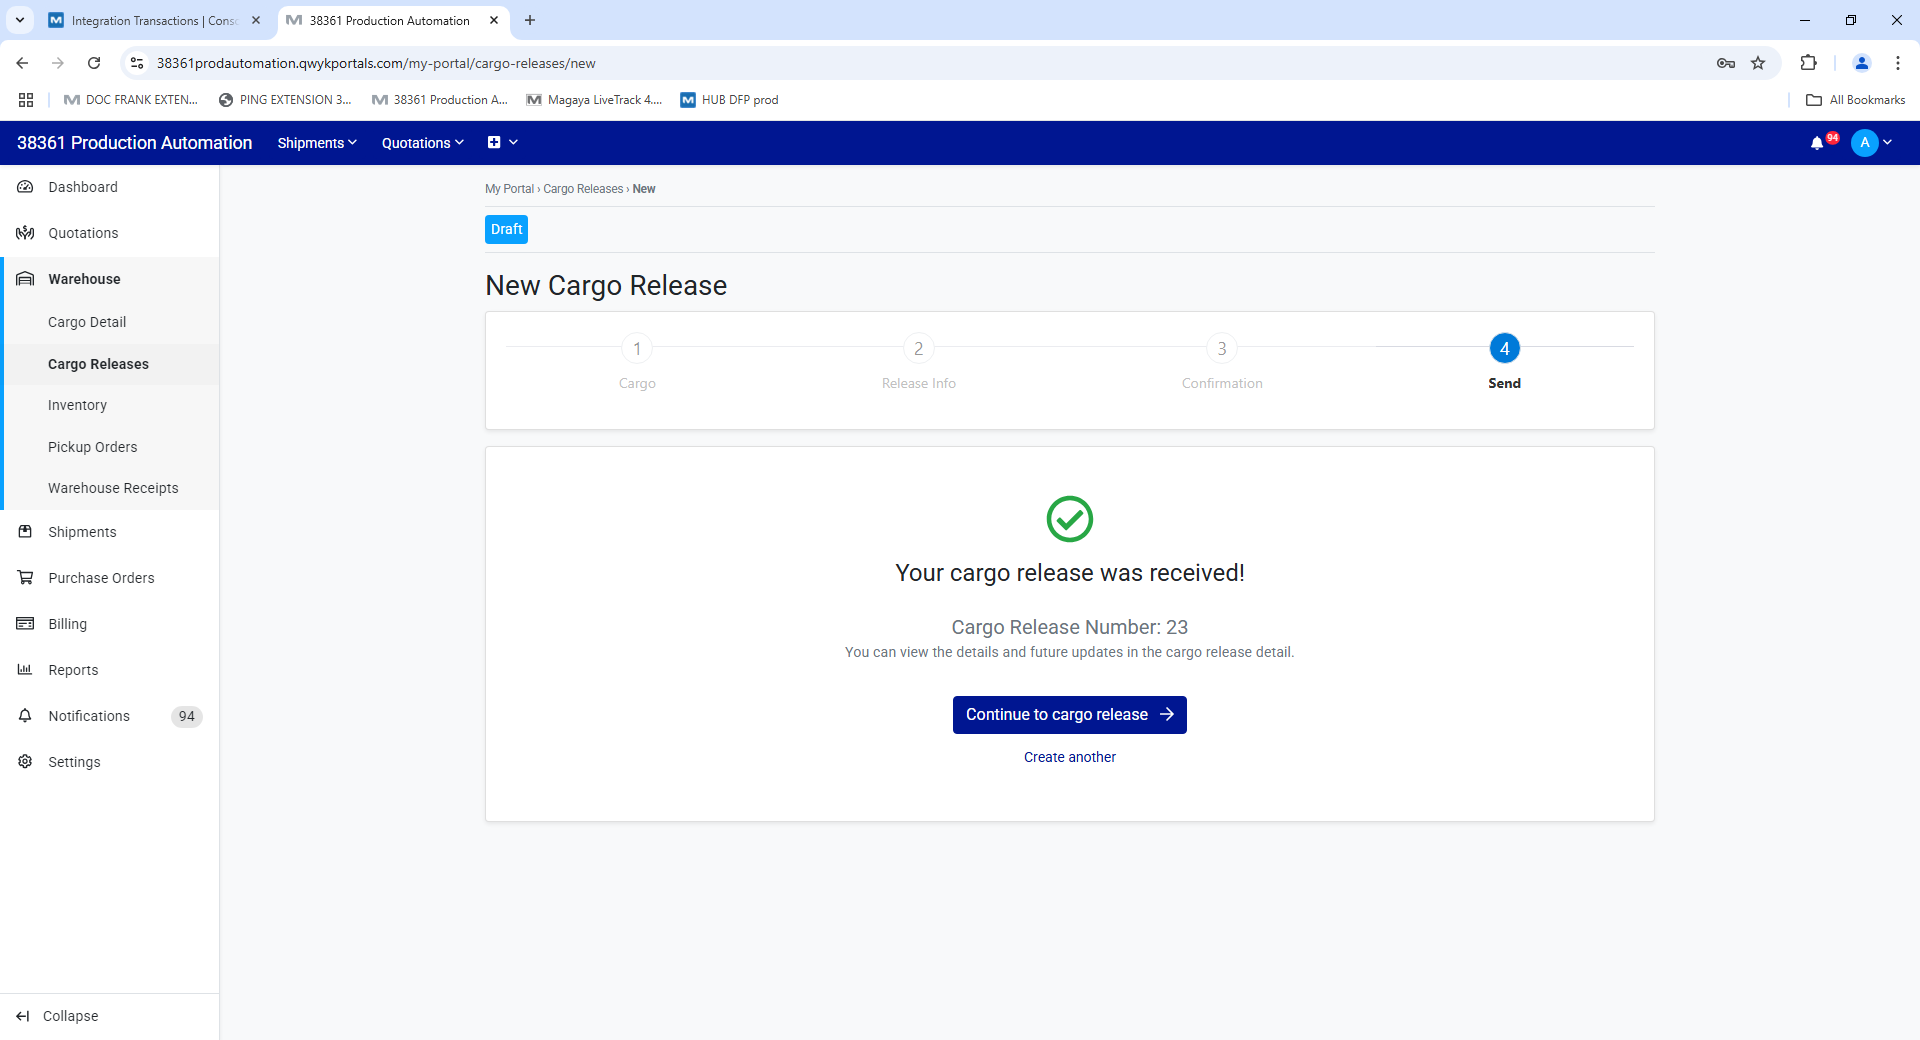 Integration Transactions | Conso
38361 Production Automation
38361prodautomation.qwykportals.com/my-portal/cargo-releases/new
DOC FRANK EXTEN...
PING EXTENSION 3...
38361 Production A...
Magaya LiveTrack 4....
HUB DFP prod
All Bookmarks
38361 Production Automation
Shipments
Quotations
94
A
Dashboard
Quotations
Warehouse
Cargo Detail
Cargo Releases
Inventory
Pickup Orders
Warehouse Receipts
Shipments
Purchase Orders
Billing
Reports
Notifications 94
Settings
Collapse
My Portal › Cargo Releases › New
Draft
New Cargo Release
1 2 3 4
Cargo Release Info Confirmation Send
Your cargo release was received!
Cargo Release Number: 23
You can view the details and future updates in the cargo release detail.
Continue to cargo release
Create another